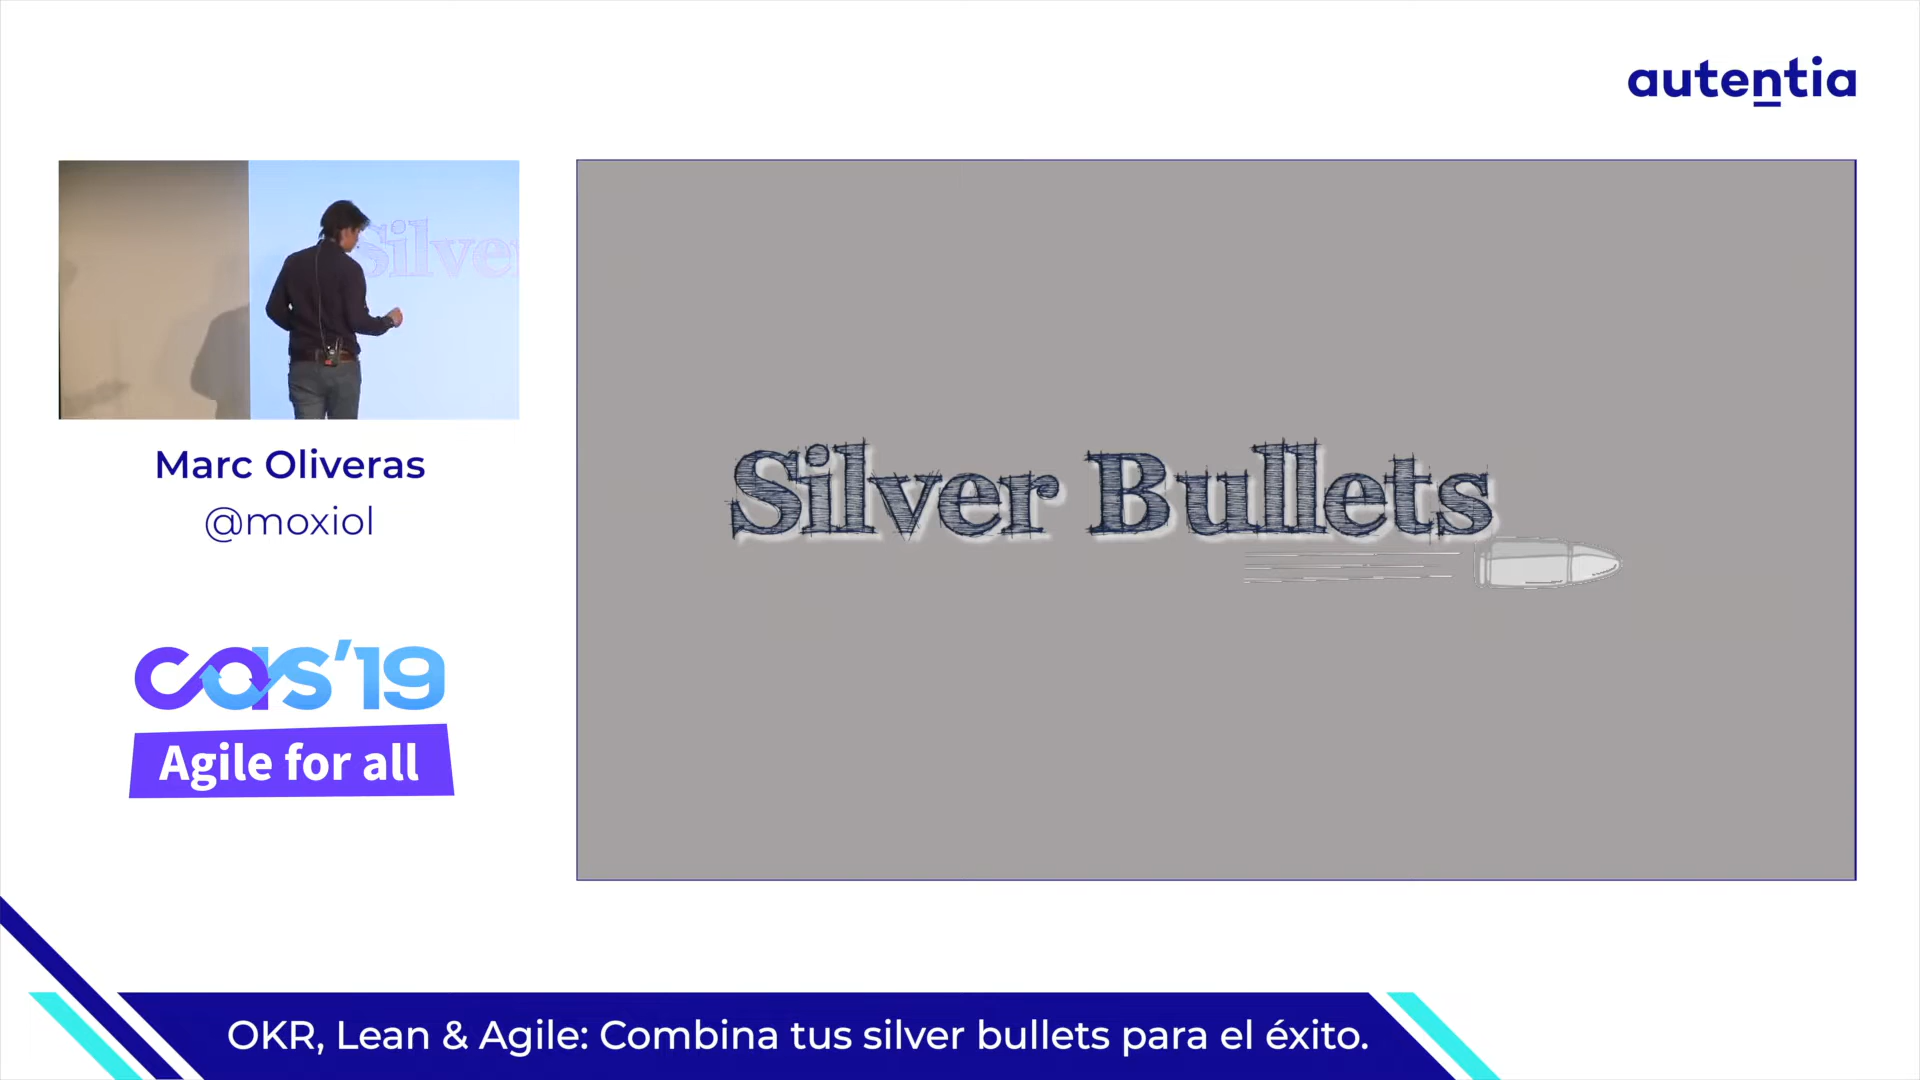 autentia
Silver
Marc Oliveras
@moxiol
Silver Bullets
cas'19
Agile for all
OKR, Lean & Agile: Combina tus silver bullets para el éxito.